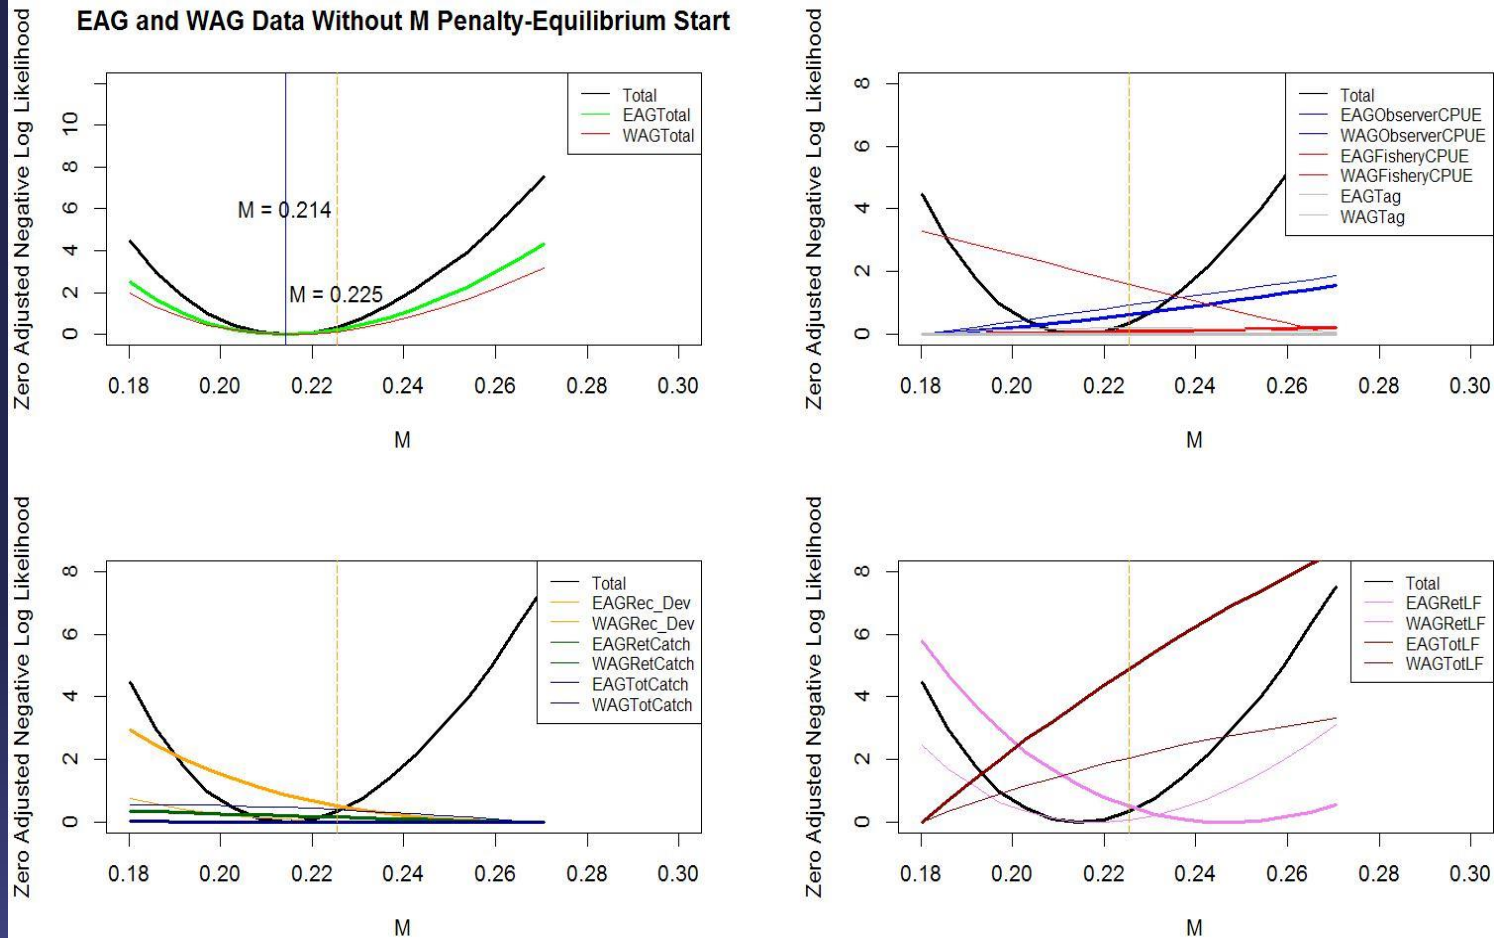 EAG and WAG Data Without M Penalty-Equilibrium Start
Zero Adjusted Negative Log Likelihood
10
8
6
4
2
0
Total
EAGTotal
WAGTotal
M = 0.214
M = 0.225
0.18 0.20 0.22 0.24 0.26 0.28 0.30
M
Zero Adjusted Negative Log Likelihood
8
6
4
2
0
Total
EAGObserverCPUE
WAGObserverCPUE
EAGFisheryCPUE
WAGFisheryCPUE
EAGTag
WAGTag
0.18 0.20 0.22 0.24 0.26 0.28 0.30
M
Zero Adjusted Negative Log Likelihood
8
6
4
2
0
Total
EAGRec_Dev
WAGRec_Dev
EAGRetCatch
WAGRetCatch
EAGTotCatch
WAGTotCatch
0.18 0.20 0.22 0.24 0.26 0.28 0.30
M
Zero Adjusted Negative Log Likelihood
8
6
4
2
0
Total
EAGRetLF
WAGRetLF
EAGTotLF
WAGTotLF
0.18 0.20 0.22 0.24 0.26 0.28 0.30
M